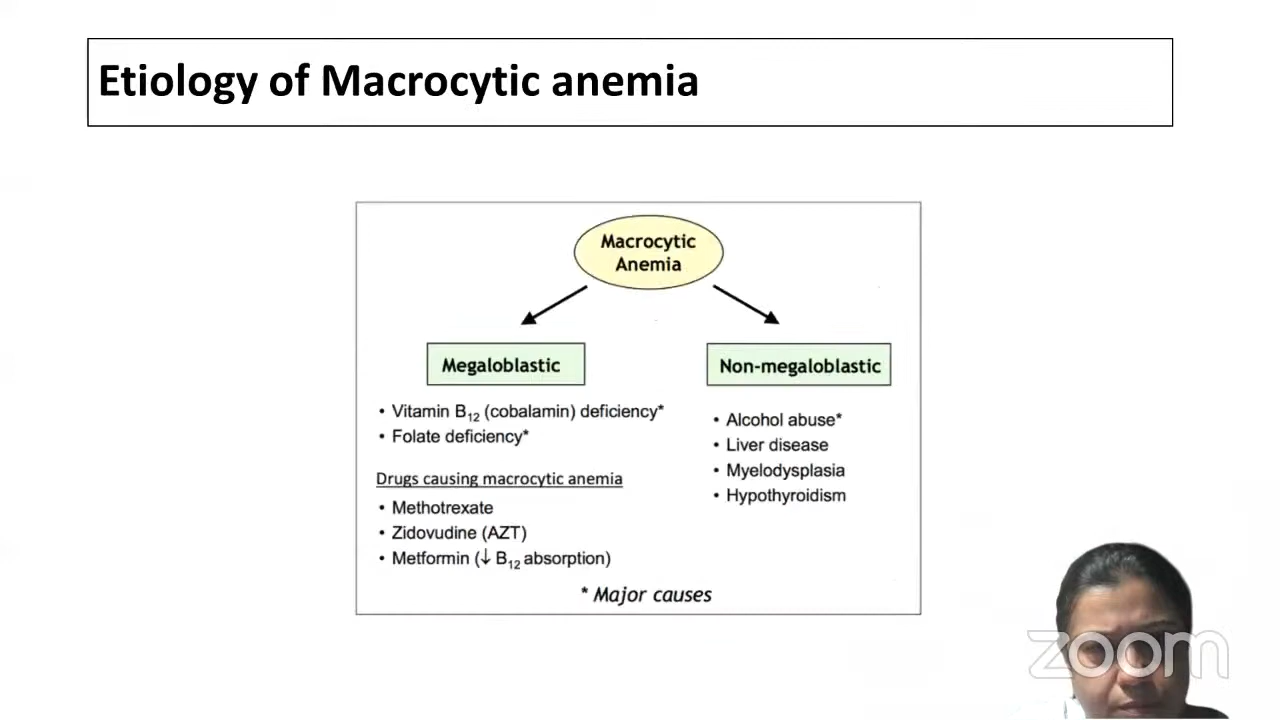 Etiology of Macrocytic anemia
Macrocytic
Anemia
Megaloblastic
• Vitamin B₁₂ (cobalamin) deficiency*
• Folate deficiency*
Drugs causing macrocytic anemia
• Methotrexate
• Zidovudine (AZT)
• Metformin (↓ B₁₂ absorption)
Non-megaloblastic
• Alcohol abuse*
• Liver disease
• Myelodysplasia
• Hypothyroidism
* Major causes
zoom